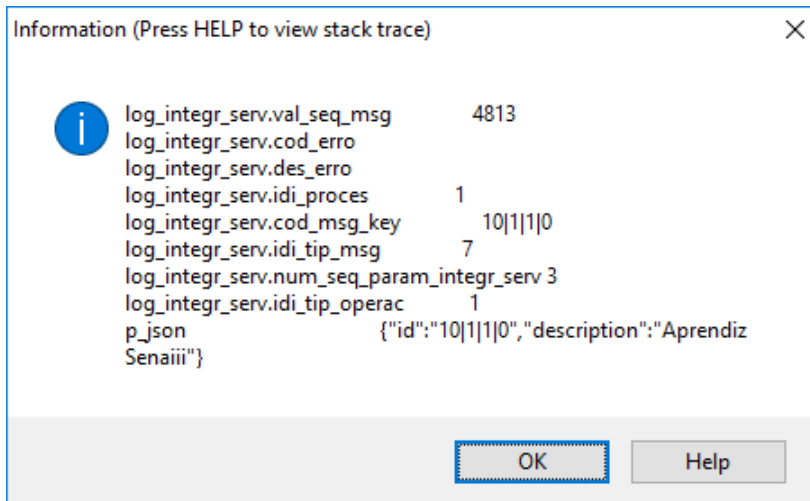 Information (Press HELP to view stack trace)
log_integr_serv.val_seq_msg 4813
log_integr_serv.cod_erro
log_integr_serv.des_erro
log_integr_serv.idi_proces 1
log_integr_serv.cod_msg_key 10|1|1|0
log_integr_serv.idi_tip_msg 7
log_integr_serv.num_seq_param_integr_serv 3
log_integr_serv.idi_tip_operac 1
p_json {"id":"10|1|1|0","description":"Aprendiz
Senaiii"}
OK Help